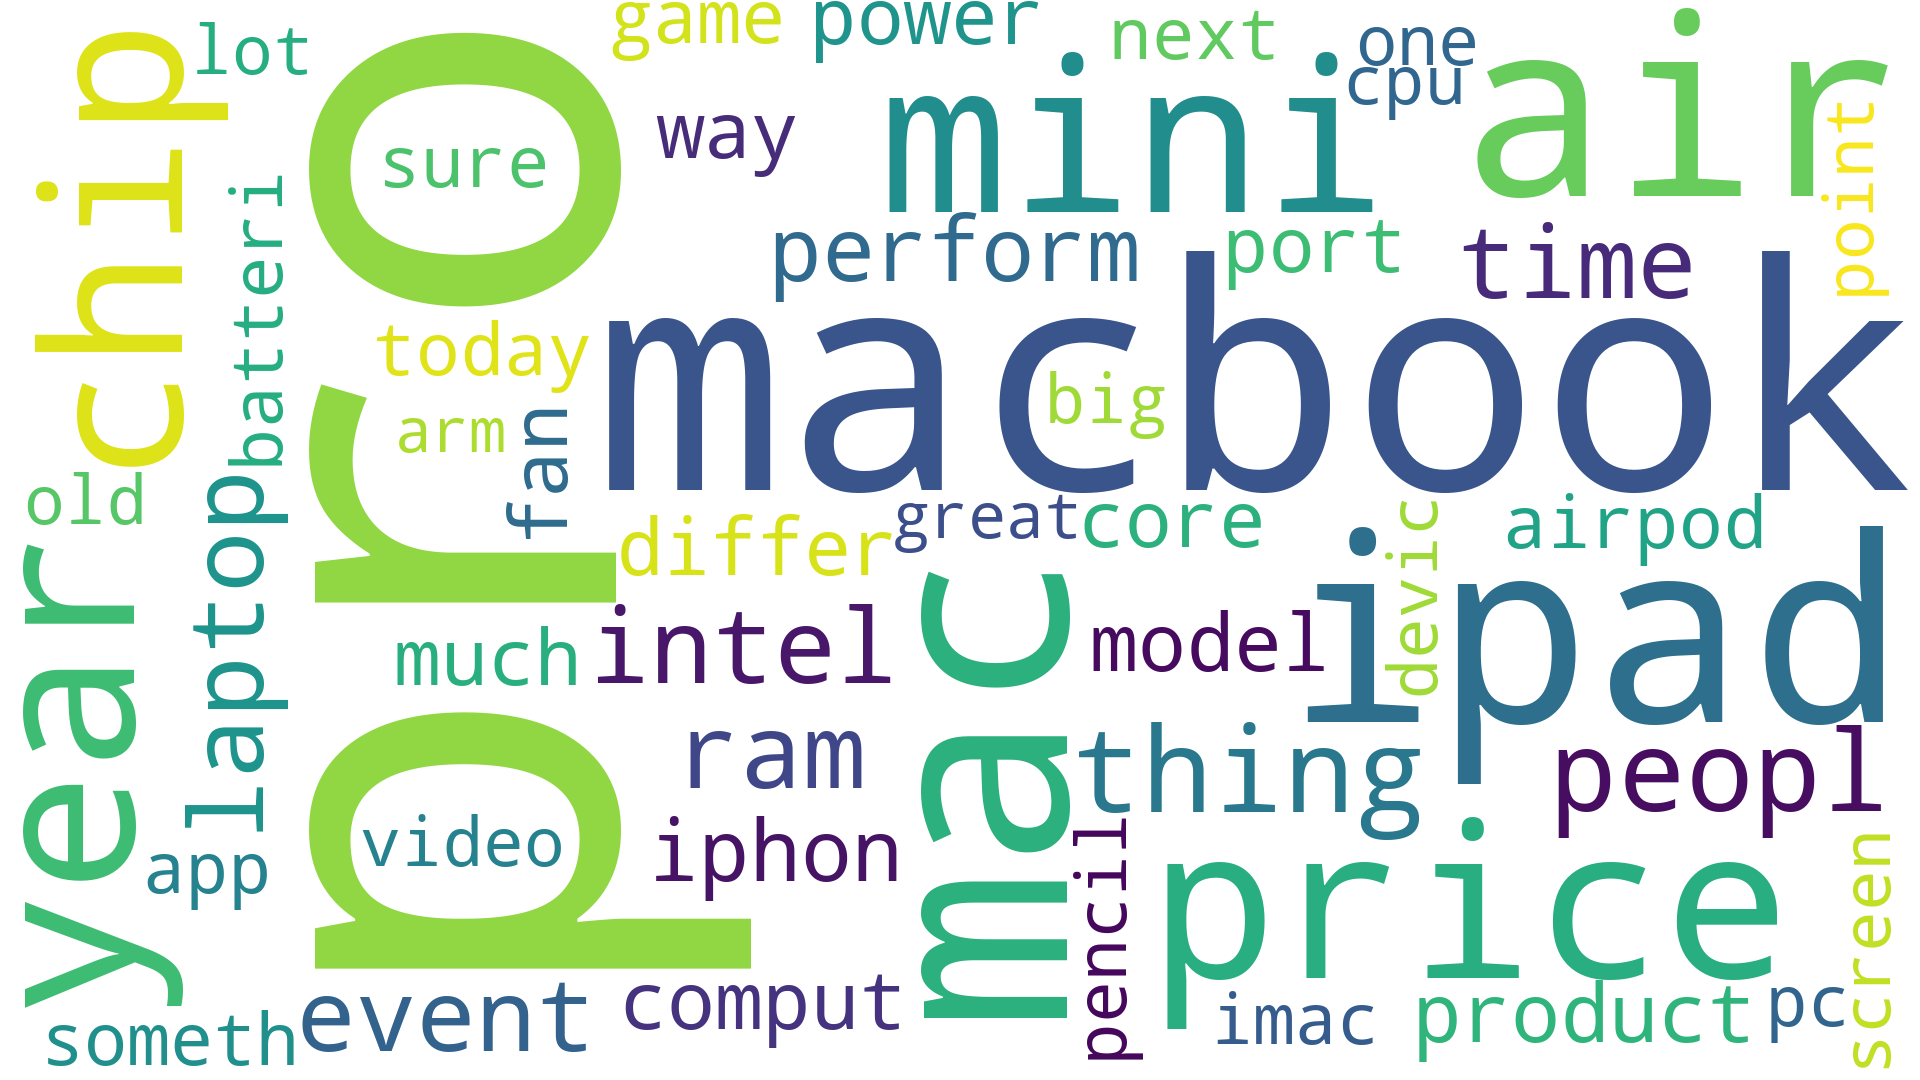 game
power
next
one
lot
cpu
air
mini
chip
pro
sure
way
point
batteri
perform
port
time
today
macbook
big
arm
fan
old
laptop
differ
great
core
devic
airpod
year
much
intel
mac
model
ipad
ram
thing
peopl
app
video
iphon
pencil
price
screen
someth
event
comput
imac
product
pc